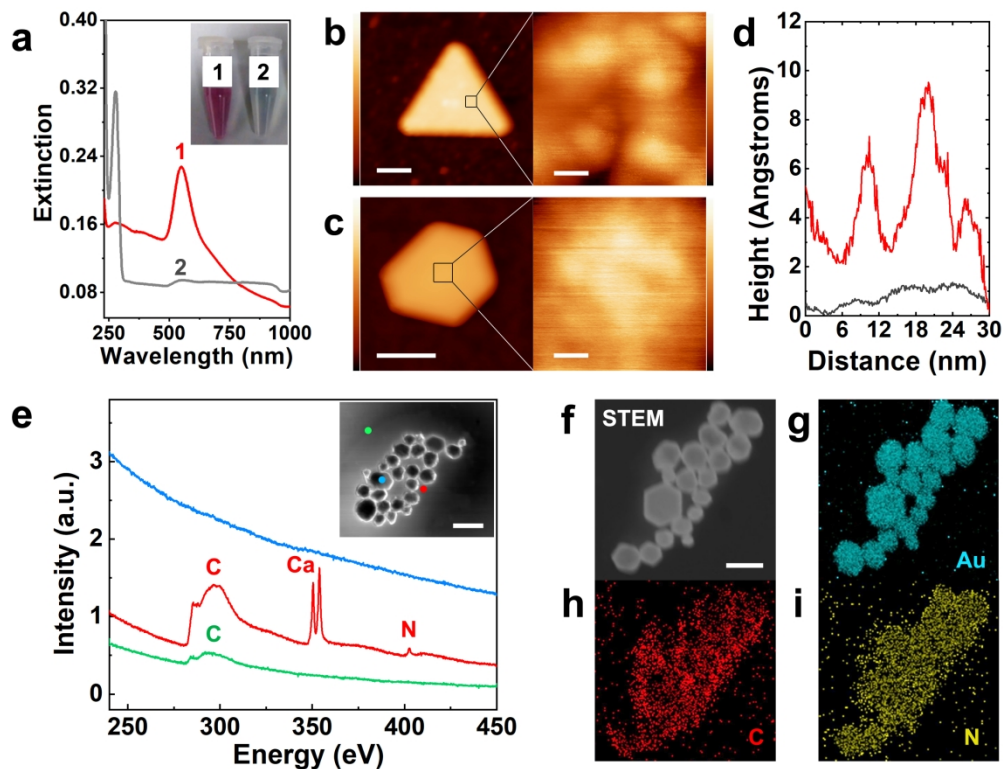 a
0.40
0.32
0.24
0.16
0.08
Extinction
250 500 750 1000
Wavelength (nm)
1 2
1
2
b
c
d
12
10
8
6
4
2
0
Height (Angstroms)
0 6 12 18 24 30
Distance (nm)
e
3
2
1
0
Intensity (a.u.)
C
Ca
N
C
250 300 350 400 450
Energy (eV)
f
STEM
g
Au
h
C
i
N